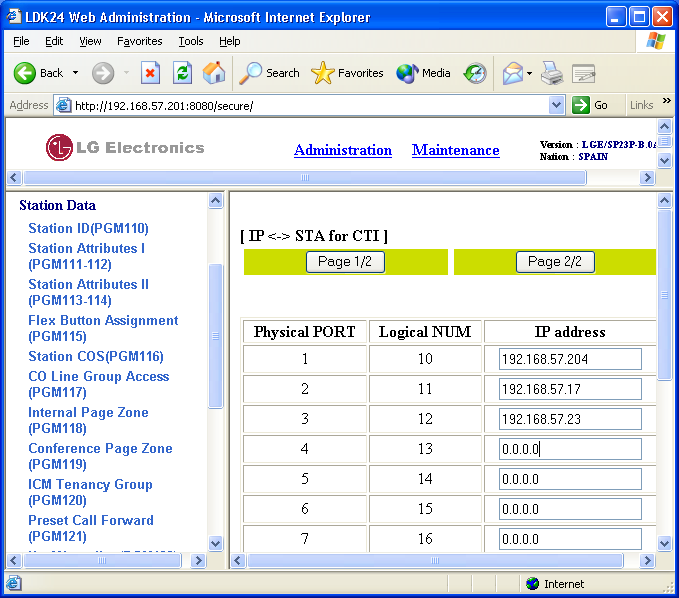 LDK24 Web Administration - Microsoft Internet Explorer
File Edit View Favorites Tools Help
Back Search Favorites Media
Address http://192.168.57.201:8080/secure/ Go Links »
LG Electronics
Administration Maintenance
Version : LGE/SP23P-B.0
Nation : SPAIN
Station Data
Station ID(PGM110)
Station Attributes I
(PGM111-112)
Station Attributes II
(PGM113-114)
Flex Button Assignment
(PGM115)
Station COS(PGM116)
CO Line Group Access
(PGM117)
Internal Page Zone
(PGM118)
Conference Page Zone
(PGM119)
ICM Tenancy Group
(PGM120)
Preset Call Forward
(PGM121)
[ IP <-> STA for CTI ]
Page 1/2 Page 2/2
Physical PORT Logical NUM IP address
1 10 192.168.57.204
2 11 192.168.57.17
3 12 192.168.57.23
4 13 0.0.0.0
5 14 0.0.0.0
6 15 0.0.0.0
7 16 0.0.0.0
Internet